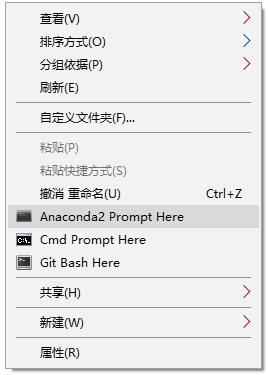 查看(V)
排序方式(O)
分组依据(P)
刷新(E)
自定义文件夹(F)...
粘贴(P)
粘贴快捷方式(S)
撤消 重命名(U) Ctrl+Z
Anaconda2 Prompt Here
Cmd Prompt Here
Git Bash Here
共享(H)
新建(W)
属性(R)